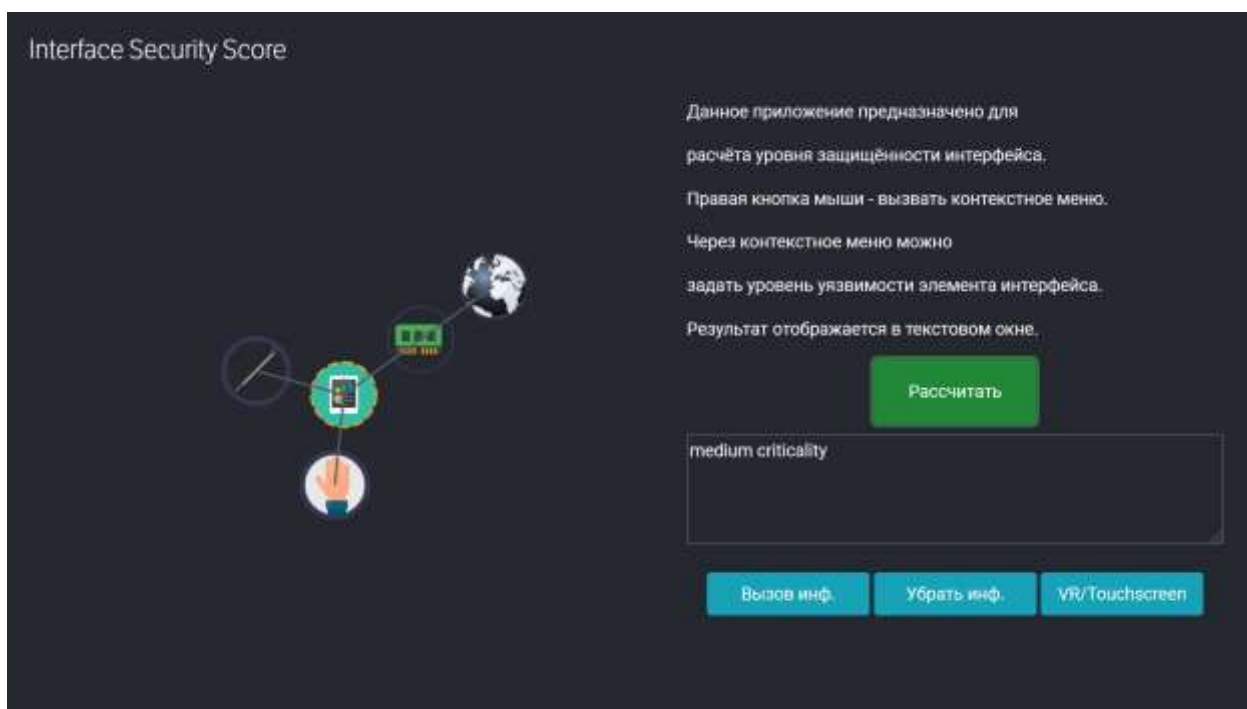 Interface Security Score
Данное приложение предназначено для
расчёта уровня защищённости интерфейса.
Правая кнопка мыши - вызвать контекстное меню.
Через контекстное меню можно
задать уровень уязвимости элемента интерфейса.
Результат отображается в текстовом окне.
Рассчитать
medium criticality
Вызов инф.
Убрать инф.
VR/Touchscreen